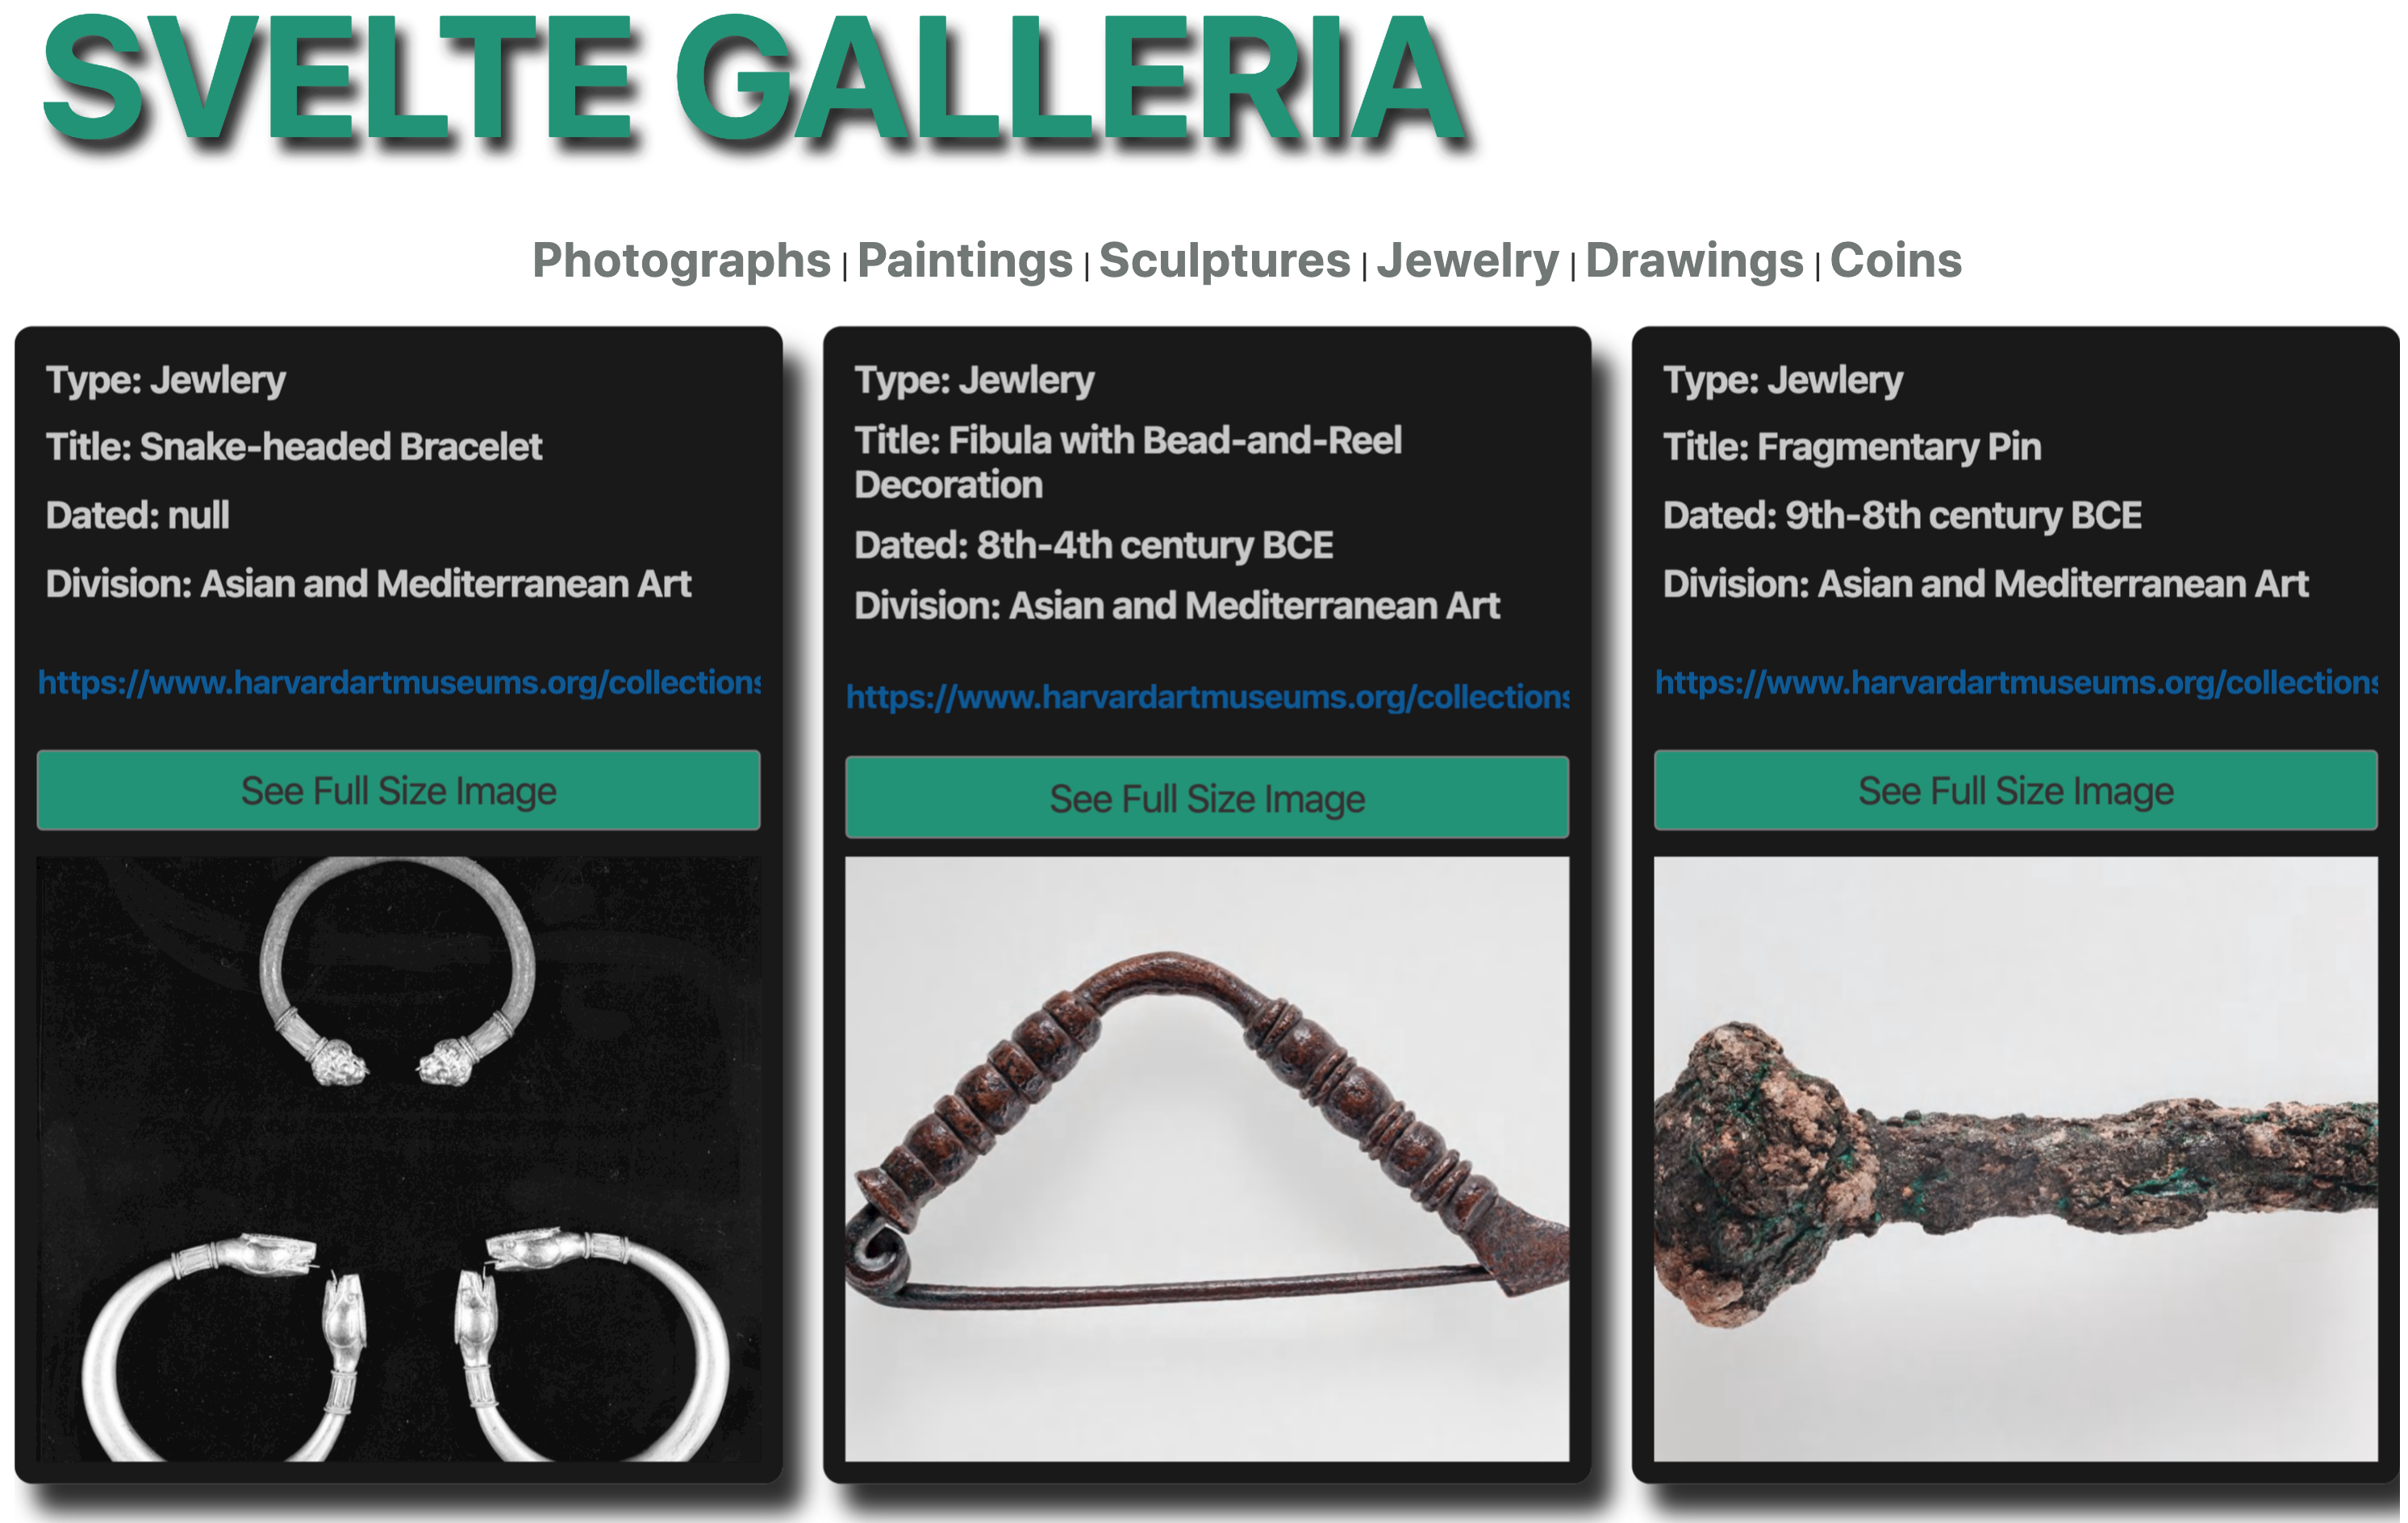 SVELTE GALLERIA
Photographs | Paintings | Sculptures | Jewelry | Drawings | Coins
Type: Jewlery
Title: Snake-headed Bracelet
Dated: null
Division: Asian and Mediterranean Art
https://www.harvardartmuseums.org/collections
See Full Size Image
Type: Jewlery
Title: Fibula with Bead-and-Reel
Decoration
Dated: 8th-4th century BCE
Division: Asian and Mediterranean Art
https://www.harvardartmuseums.org/collections
See Full Size Image
Type: Jewlery
Title: Fragmentary Pin
Dated: 9th-8th century BCE
Division: Asian and Mediterranean Art
https://www.harvardartmuseums.org/collections
See Full Size Image